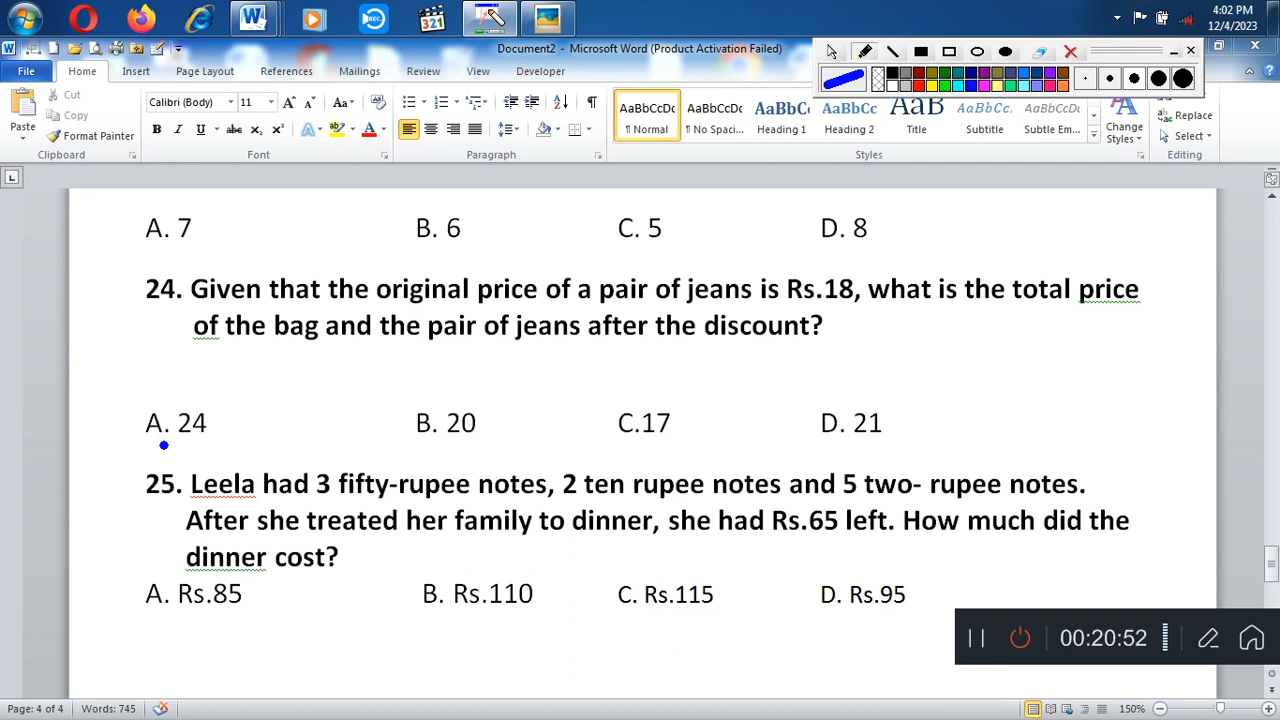 4:02 PM
12/4/2023
321
REC
Document2 - Microsoft Word (Product Activation Failed)
File Home Insert Page Layout References Mailings Review View Developer
Cut
Copy
Format Painter
Paste
Clipboard
Calibri (Body) 11
Font
Paragraph
AaBbCcDc AaBbCcDc AaBbCc AaBbCc AaB AaBbCcL AaBbCcDc
¶ Normal ¶ No Spaci... Heading 1 Heading 2 Title Subtitle Subtle Em...
Styles
Change Styles
Replace
Select
Editing
A. 7 B. 6 C. 5 D. 8
24. Given that the original price of a pair of jeans is Rs.18, what is the total price
of the bag and the pair of jeans after the discount?
A. 24 B. 20 C.17 D. 21
25. Leela had 3 fifty-rupee notes, 2 ten rupee notes and 5 two- rupee notes.
After she treated her family to dinner, she had Rs.65 left. How much did the
dinner cost?
A. Rs.85 B. Rs.110 C. Rs.115 D. Rs.95
00:20:52
Page: 4 of 4 Words: 745 150%